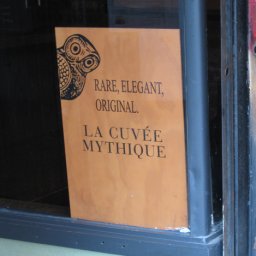 RARE, ELEGANT,
ORIGINAL.
LA CUVÉE
MYTHIQUE